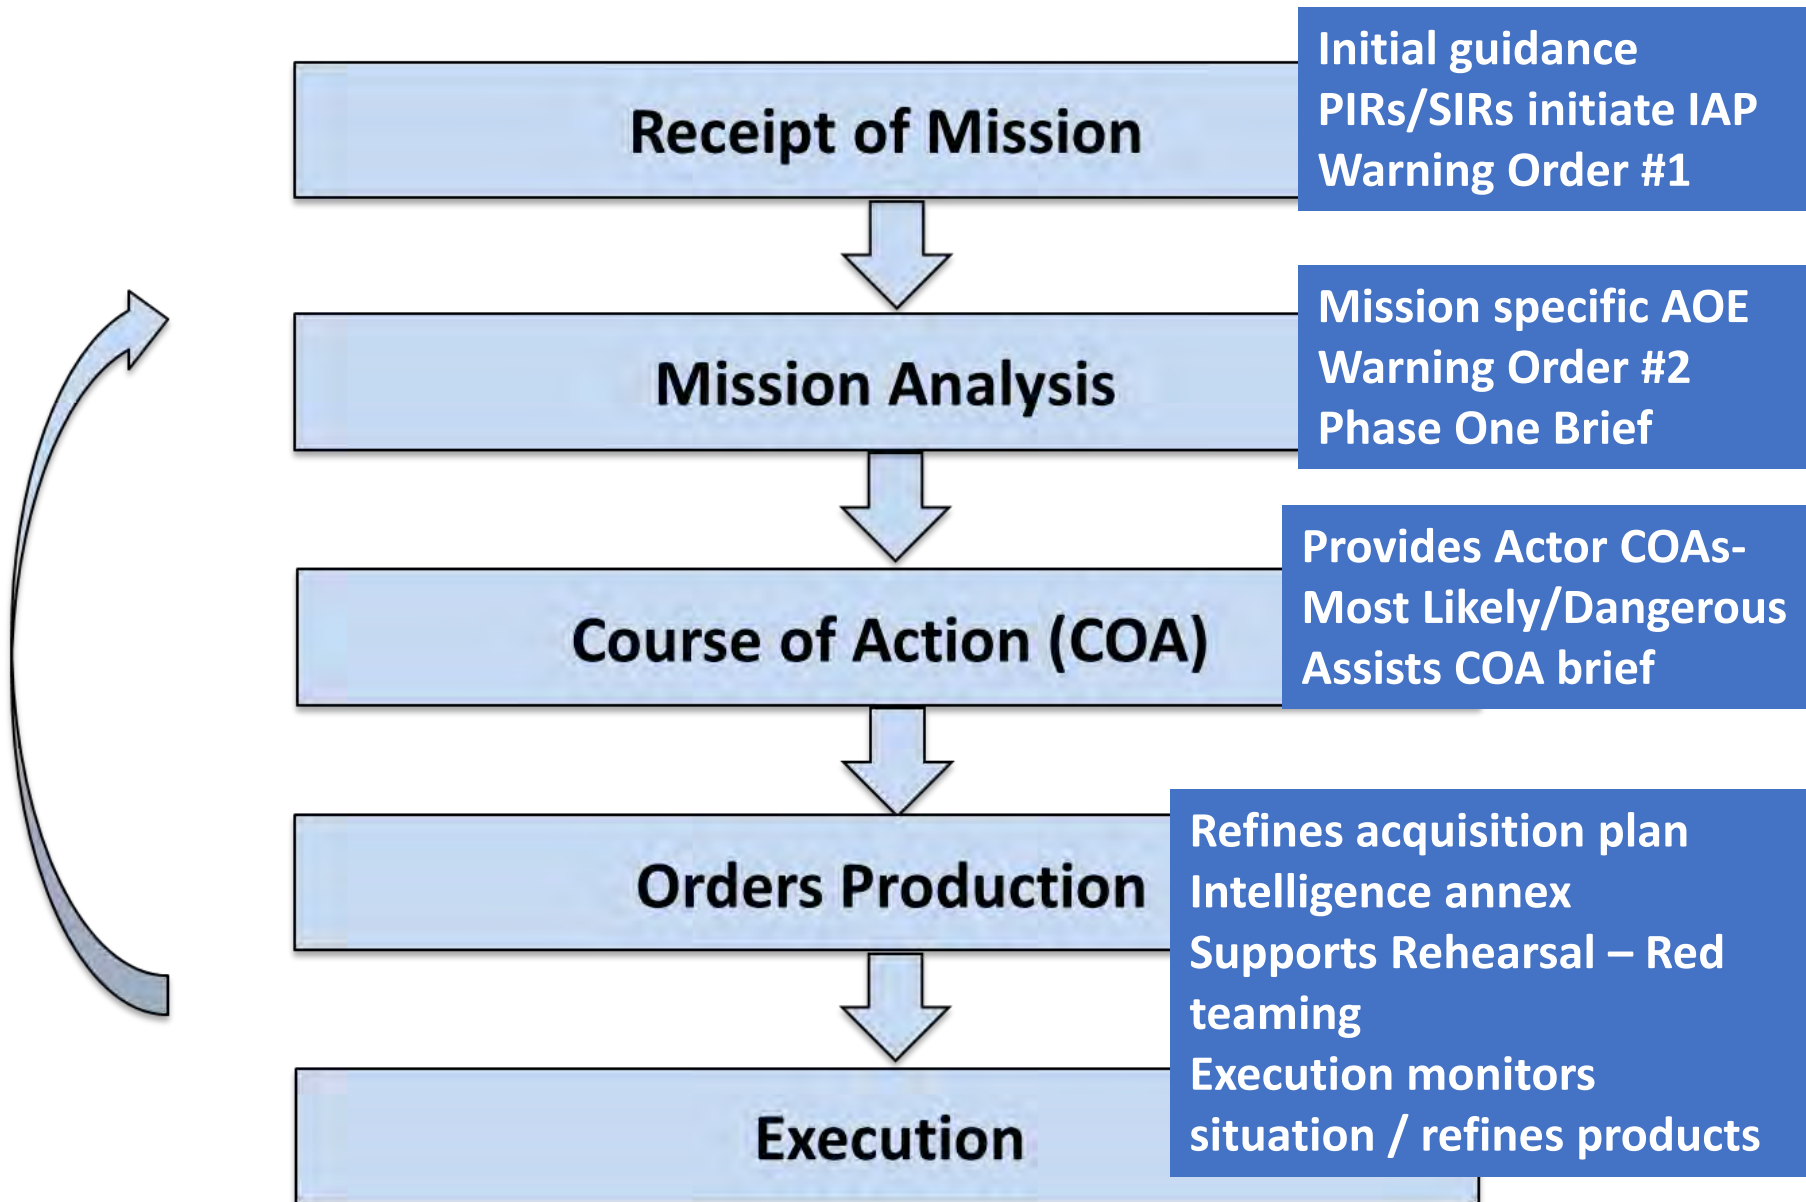 Receipt of Mission
Initial guidance
PIRs/SIRs initiate IAP
Warning Order #1
Mission Analysis
Mission specific AOE
Warning Order #2
Phase One Brief
Course of Action (COA)
Provides Actor COAs-
Most Likely/Dangerous
Assists COA brief
Orders Production
Refines acquisition plan
Intelligence annex
Supports Rehearsal – Red
teaming
Execution monitors
situation / refines products
Execution